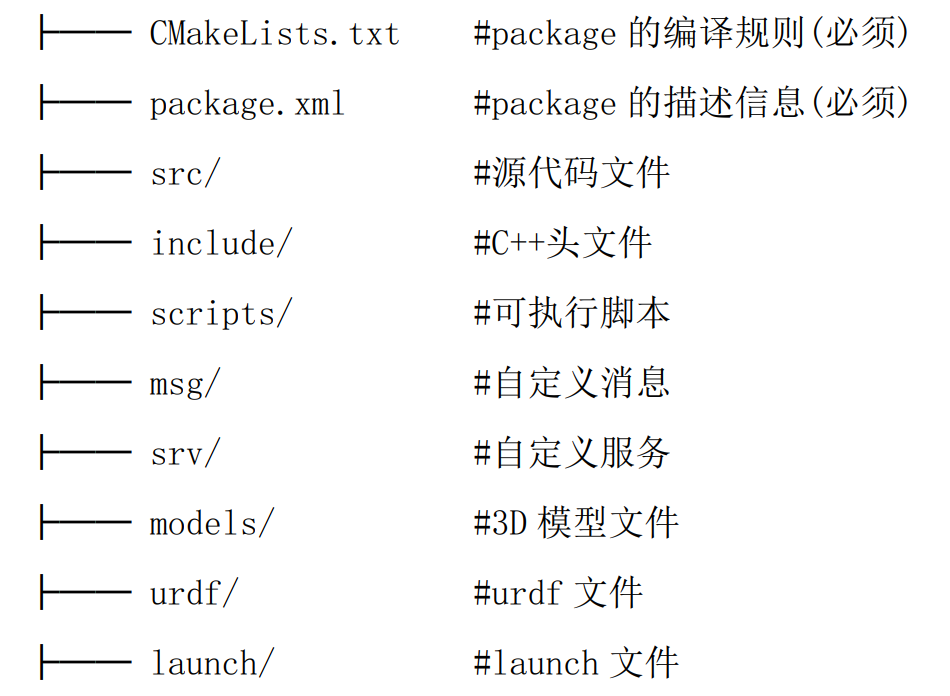 ├─── CMakeLists.txt #package 的编译规则(必须)
├─── package.xml #package 的描述信息(必须)
├─── src/ #源代码文件
├─── include/ #C++头文件
├─── scripts/ #可执行脚本
├─── msg/ #自定义消息
├─── srv/ #自定义服务
├─── models/ #3D 模型文件
├─── urdf/ #urdf 文件
├─── launch/ #launch 文件